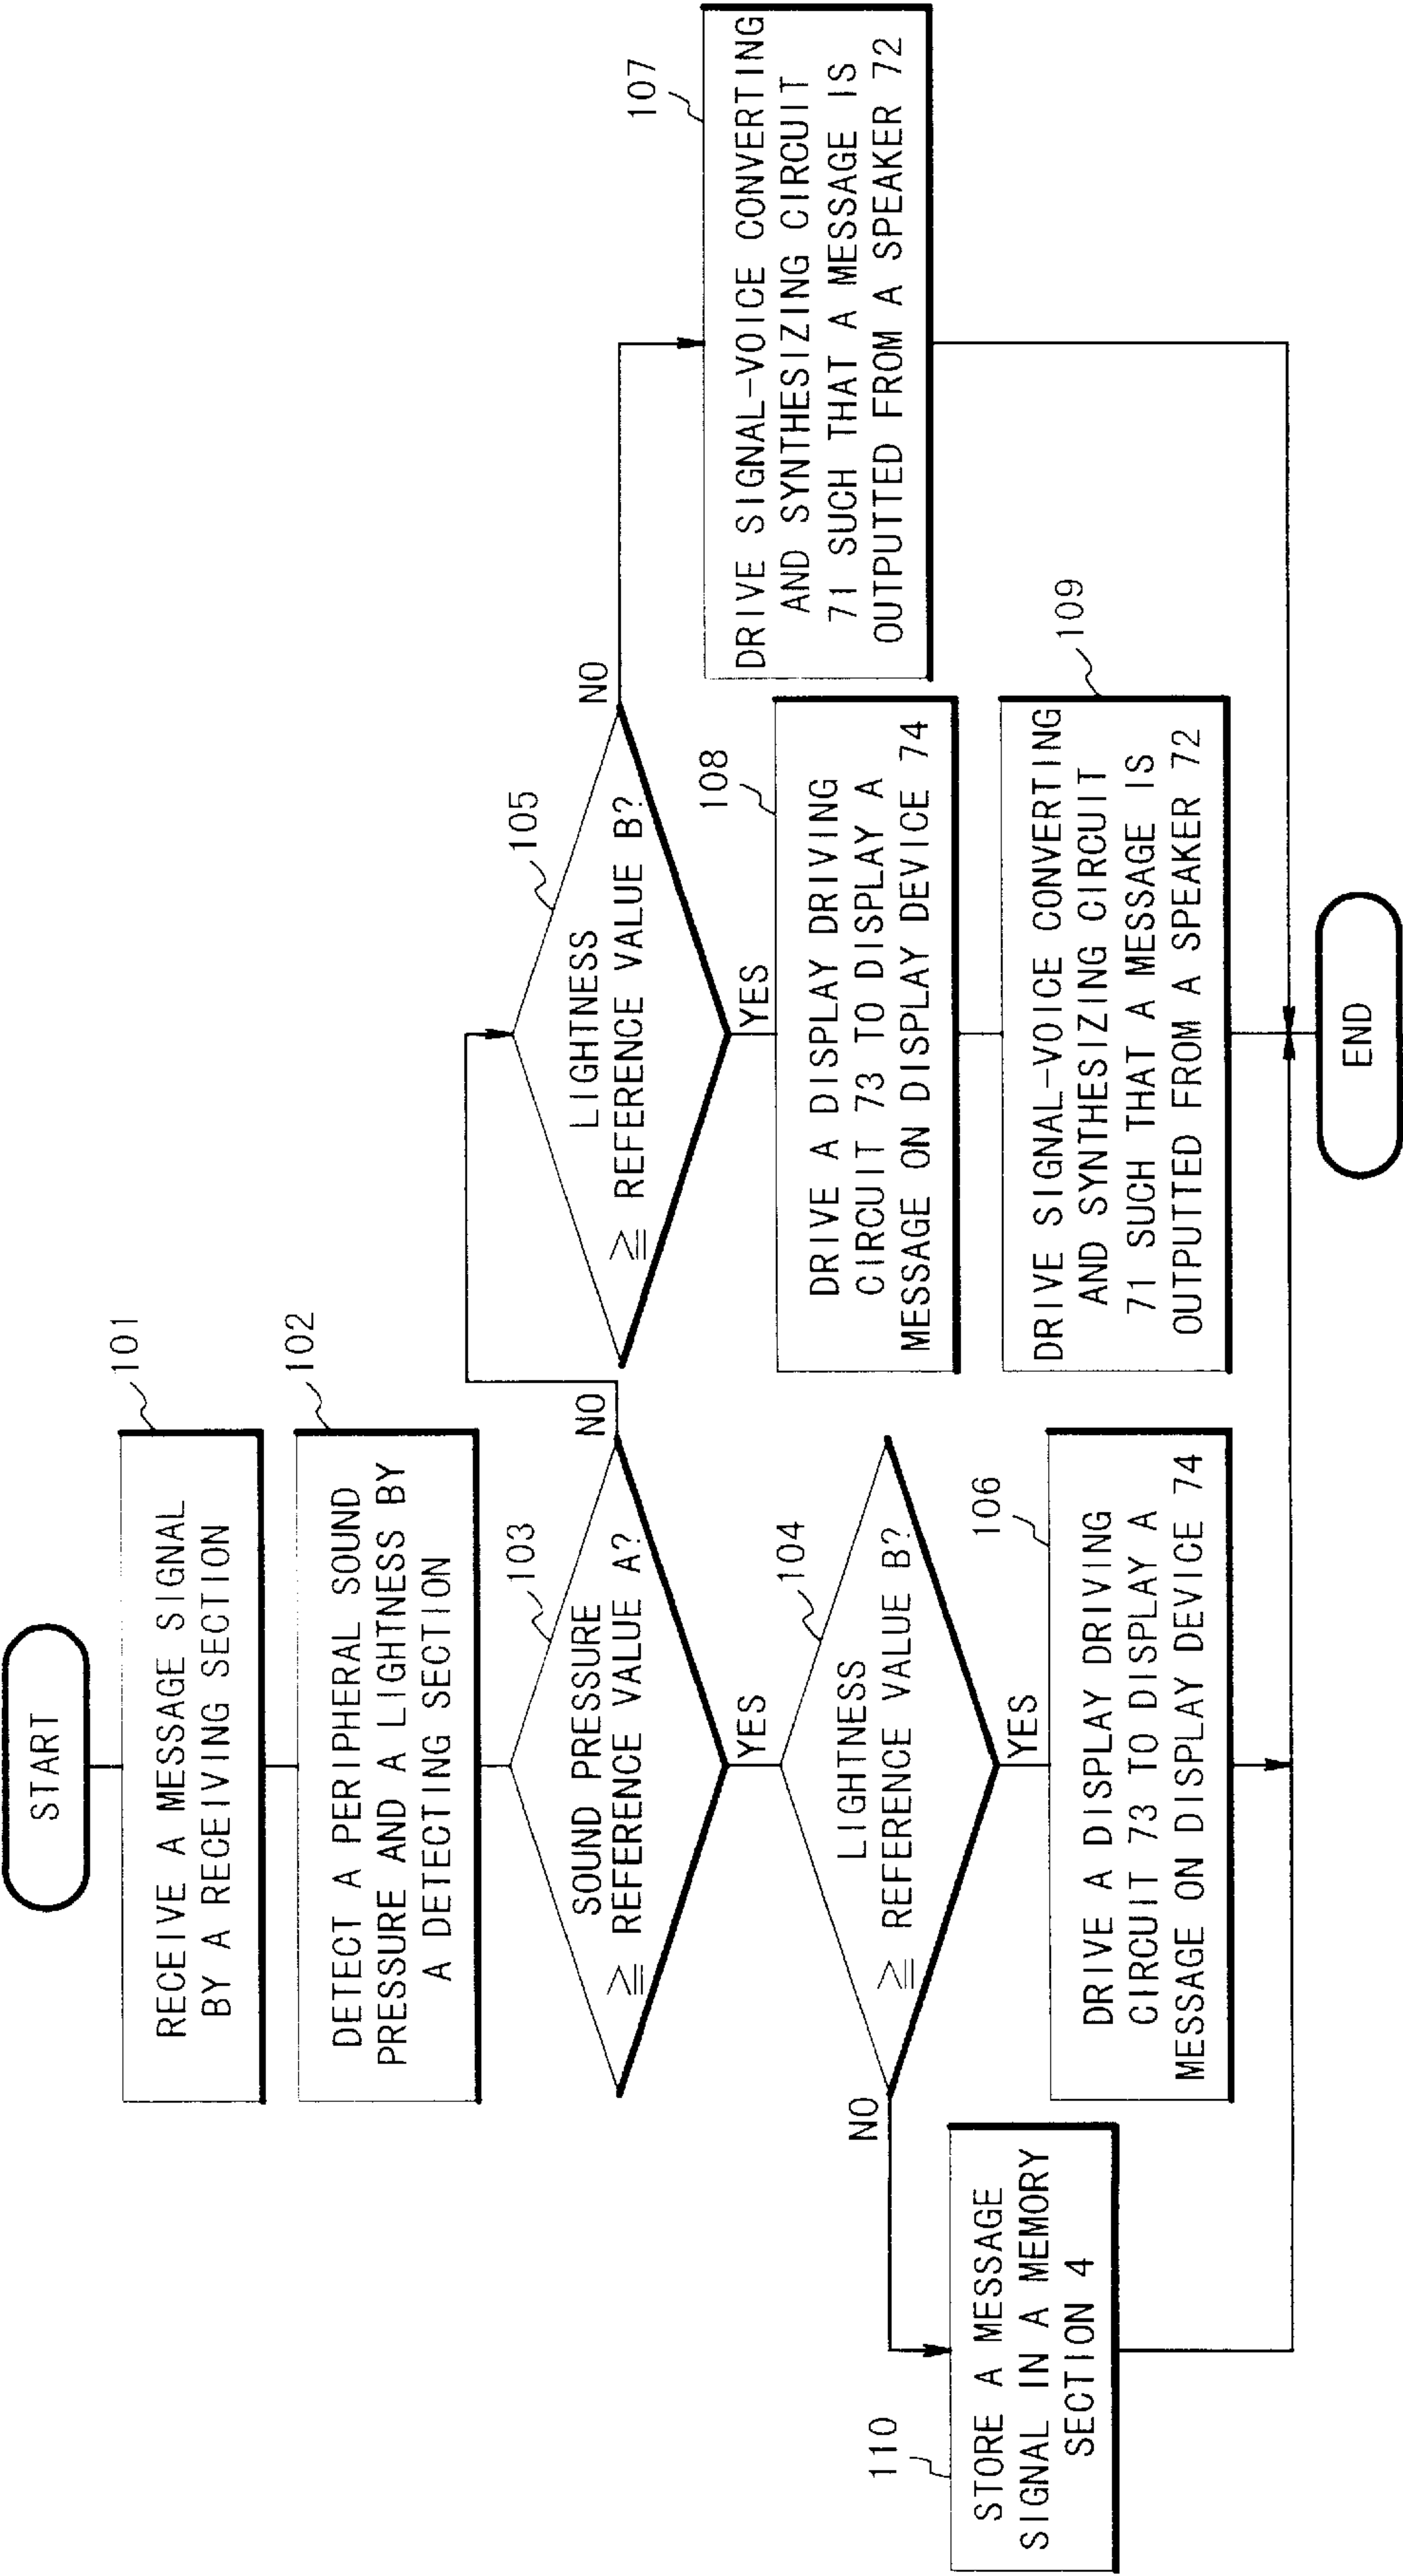 START
101
RECEIVE A MESSAGE SIGNAL
BY A RECEIVING SECTION
102
DETECT A PERIPHERAL SOUND
PRESSURE AND A LIGHTNESS BY
A DETECTING SECTION
103
SOUND PRESSURE
≧ REFERENCE VALUE A?
NO
YES
104
LIGHTNESS
≧ REFERENCE VALUE B?
NO
YES
105
LIGHTNESS
≧ REFERENCE VALUE B?
NO
YES
110
STORE A MESSAGE
SIGNAL IN A MEMORY
SECTION 4
106
DRIVE A DISPLAY DRIVING
CIRCUIT 73 TO DISPLAY A
MESSAGE ON DISPLAY DEVICE 74
108
DRIVE A DISPLAY DRIVING
CIRCUIT 73 TO DISPLAY A
MESSAGE ON DISPLAY DEVICE 74
109
DRIVE SIGNAL-VOICE CONVERTING
AND SYNTHESIZING CIRCUIT
71 SUCH THAT A MESSAGE IS
OUTPUTTED FROM A SPEAKER 72
107
DRIVE SIGNAL-VOICE CONVERTING
AND SYNTHESIZING CIRCUIT
71 SUCH THAT A MESSAGE IS
OUTPUTTED FROM A SPEAKER 72
END